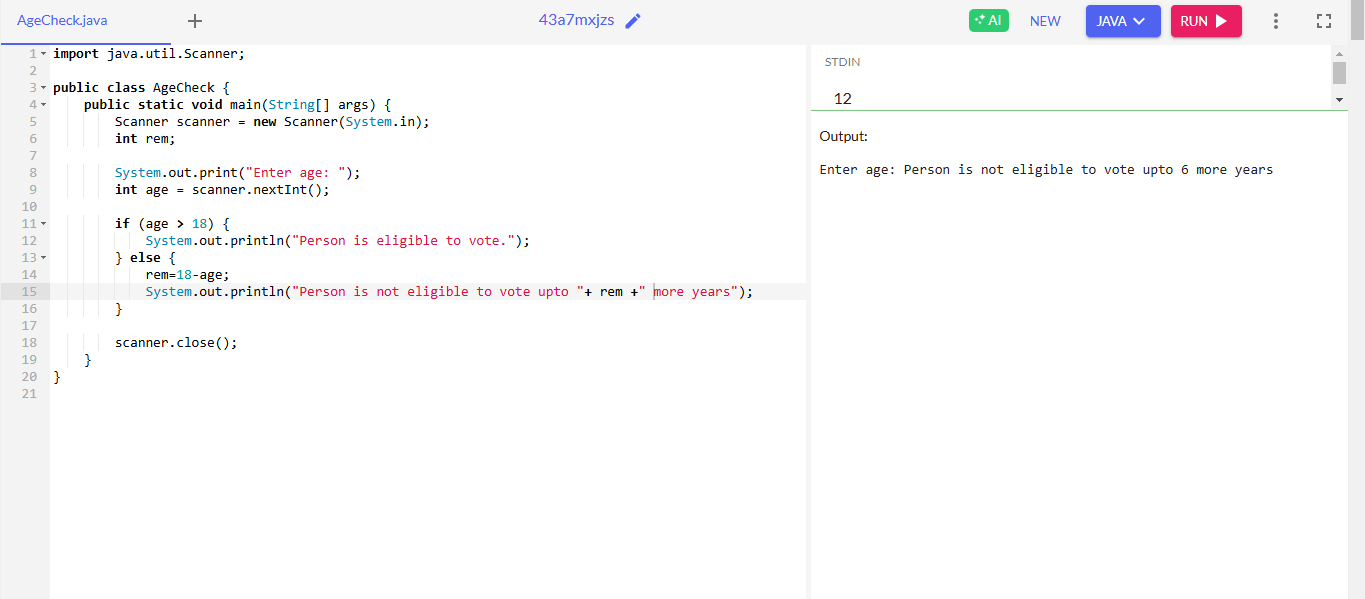 AgeCheck.java + 43a7mxjzs AI NEW JAVA RUN
1 import java.util.Scanner;
2
3 public class AgeCheck {
4 public static void main(String[] args) {
5 Scanner scanner = new Scanner(System.in);
6 int rem;
7
8 System.out.print("Enter age: ");
9 int age = scanner.nextInt();
10
11 if (age > 18) {
12 System.out.println("Person is eligible to vote.");
13 } else {
14 rem=18-age;
15 System.out.println("Person is not eligible to vote upto "+ rem +" more years");
16 }
17
18 scanner.close();
19 }
20 }
21
STDIN
12
Output:
Enter age: Person is not eligible to vote upto 6 more years